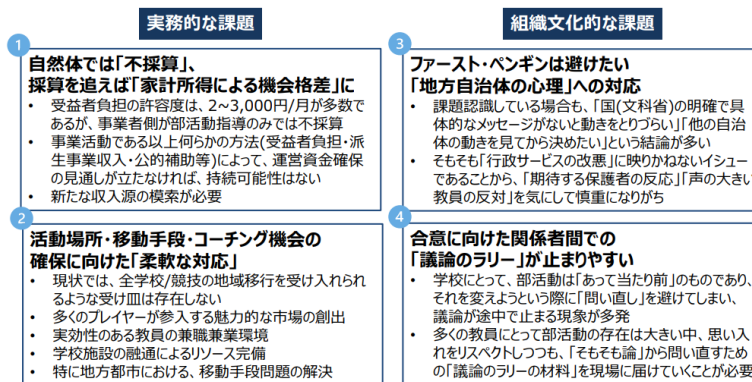 実務的な課題
1
自然体では「不採算」、
採算を追えば「家計所得による機会格差」に
• 受益者負担の許容度は、2~3,000円/月が多数で
あるが、事業者側が部活動指導のみでは不採算
• 事業活動である以上何らかの方法(受益者負担・派
生事業収入・公的補助等)によって、運営資金確保
の見通しが立たなければ、持続可能性はない
• 新たな収入源の模索が必要
2
活動場所・移動手段・コーチング機会の
確保に向けた「柔軟な対応」
• 現状では、全学校/競技の地域移行を受け入れられ
るような受け皿は存在しない
• 多くのプレイヤーが参入する魅力的な市場の創出
• 実効性のある教員の兼職兼業環境
• 学校施設の融通によるリソース完備
• 特に地方都市における、移動手段問題の解決
組織文化的な課題
3
ファースト・ペンギンは避けたい
「地方自治体の心理」への対応
• 課題認識している場合も、「国(文科省)の明確で具
体的なメッセージがないと動きをとりづらい」「他の自治
体の動きを見てから決めたい」という結論が多い
• そもそも「行政サービスの改悪」に映りかねないイシュー
であることから、「期待する保護者の反応」「声の大きい
教員の反対」を気にして慎重になりがち
4
合意に向けた関係者間での
「議論のラリー」が止まりやすい
• 学校にとって、部活動は「あって当たり前」のものであり、
それを変えようという際に「問い直し」を避けてしまい、
議論が途中で止まる現象が多発
• 多くの教員にとって部活動の存在は大きい中、思い入
れをリスペクトしつつも、「そもそも論」から問い直すため
の「議論のラリーの材料」を現場に届けていくことが必要